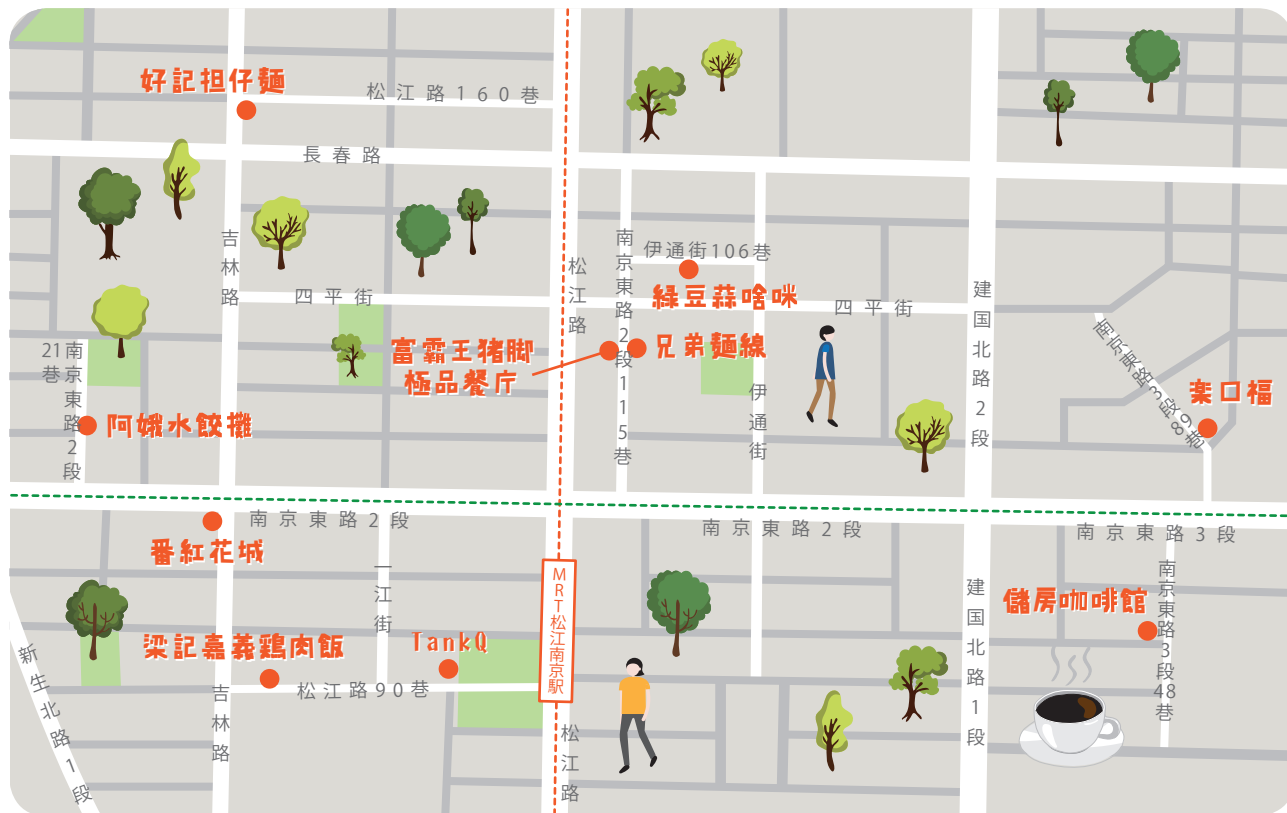 好記担仔麵
松江路160巷
長春路
吉林路
南京東路2段115巷
伊通街106巷
松江路
緑豆蒜啥咪
四平街
四平街
建国北路2段
富霸王猪脚
極品餐庁
兄弟麺線
南京東路3段89巷
楽口福
21巷
南京東路2段
阿娥水餃攤
伊通街
番紅花城
南京東路2段
南京東路2段
南京東路3段
一江街
MRT松江南京駅
建国北路1段
儲房咖啡館
南京東路3段48巷
新生北路1段
梁記嘉義鶏肉飯
TankQ
松江路90巷
吉林路
松江路